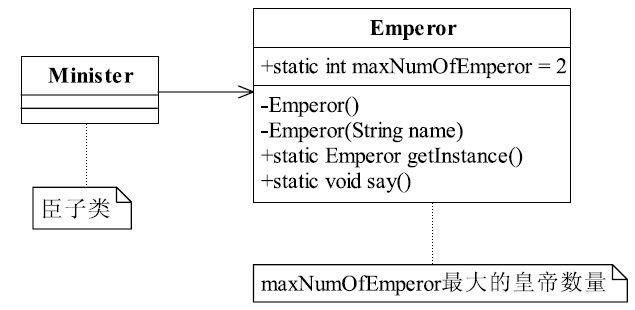 Emperor
+static int maxNumOfEmperor = 2
-Emperor()
-Emperor(String name)
+static Emperor getInstance()
+static void say()
Minister
臣子类
maxNumOfEmperor最大的皇帝数量